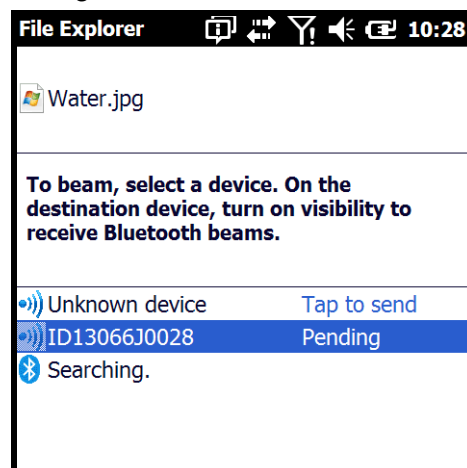 File Explorer 10:28
Water.jpg
To beam, select a device. On the
destination device, turn on visibility to
receive Bluetooth beams.
Unknown device Tap to send
ID13066J0028 Pending
Searching.